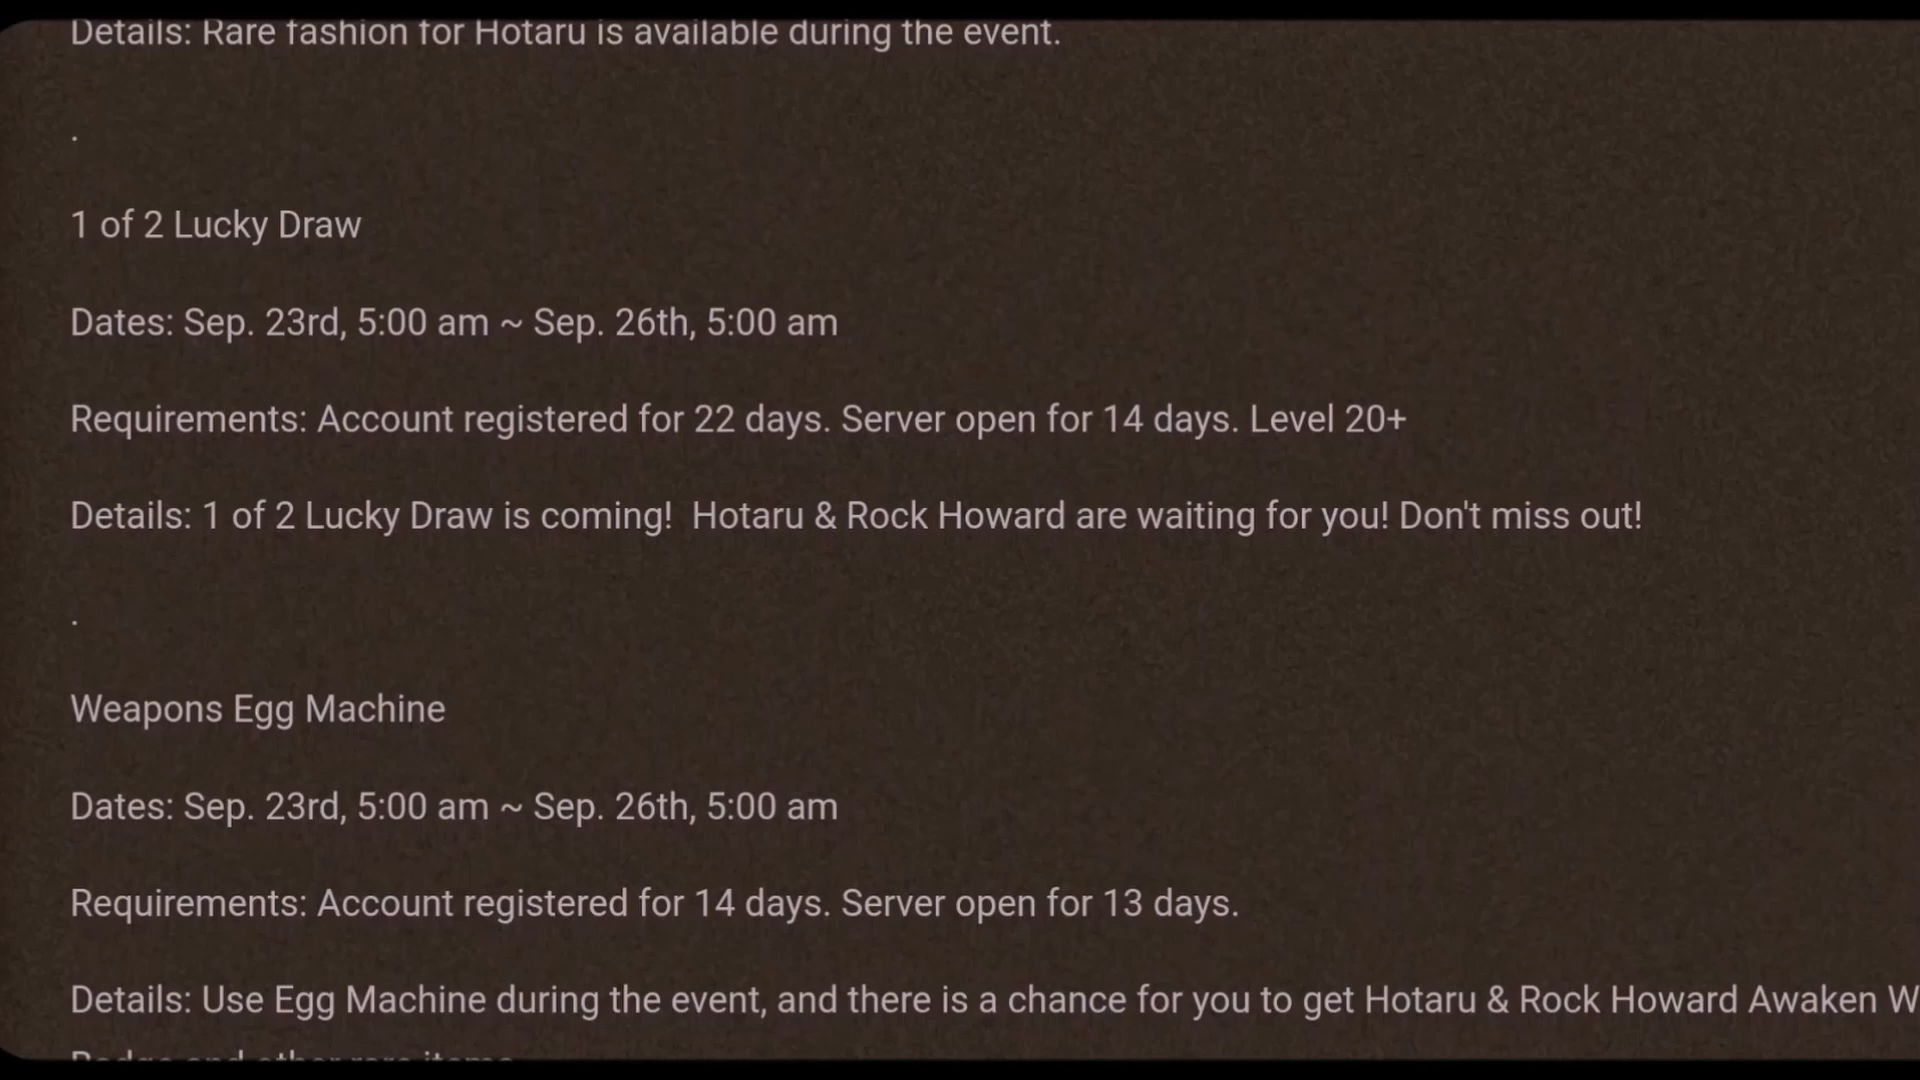 Details: Rare fashion for Hotaru is available during the event.
.
1 of 2 Lucky Draw
Dates: Sep. 23rd, 5:00 am ~ Sep. 26th, 5:00 am
Requirements: Account registered for 22 days. Server open for 14 days. Level 20+
Details: 1 of 2 Lucky Draw is coming!  Hotaru & Rock Howard are waiting for you! Don't miss out!
.
Weapons Egg Machine
Dates: Sep. 23rd, 5:00 am ~ Sep. 26th, 5:00 am
Requirements: Account registered for 14 days. Server open for 13 days.
Details: Use Egg Machine during the event, and there is a chance for you to get Hotaru & Rock Howard Awaken W
Badge and other rare items